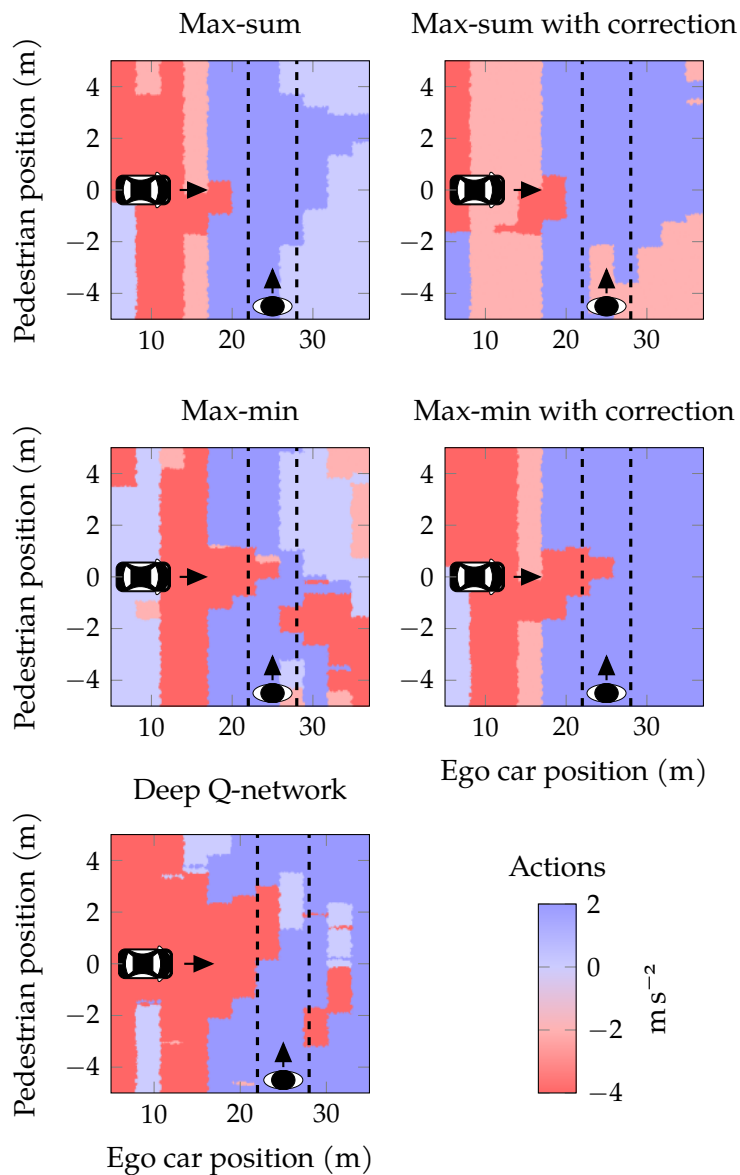 Max-sum
Max-sum with correction
Pedestrian position (m)
4
2
0
−2
−4
10 20 30
4
2
0
−2
−4
10 20 30
Max-min
Max-min with correction
Pedestrian position (m)
4
2
0
−2
−4
10 20 30
4
2
0
−2
−4
10 20 30
Ego car position (m)
Deep Q-network
Pedestrian position (m)
4
2
0
−2
−4
10 20 30
Ego car position (m)
Actions
2
0
−2
−4
m s⁻²